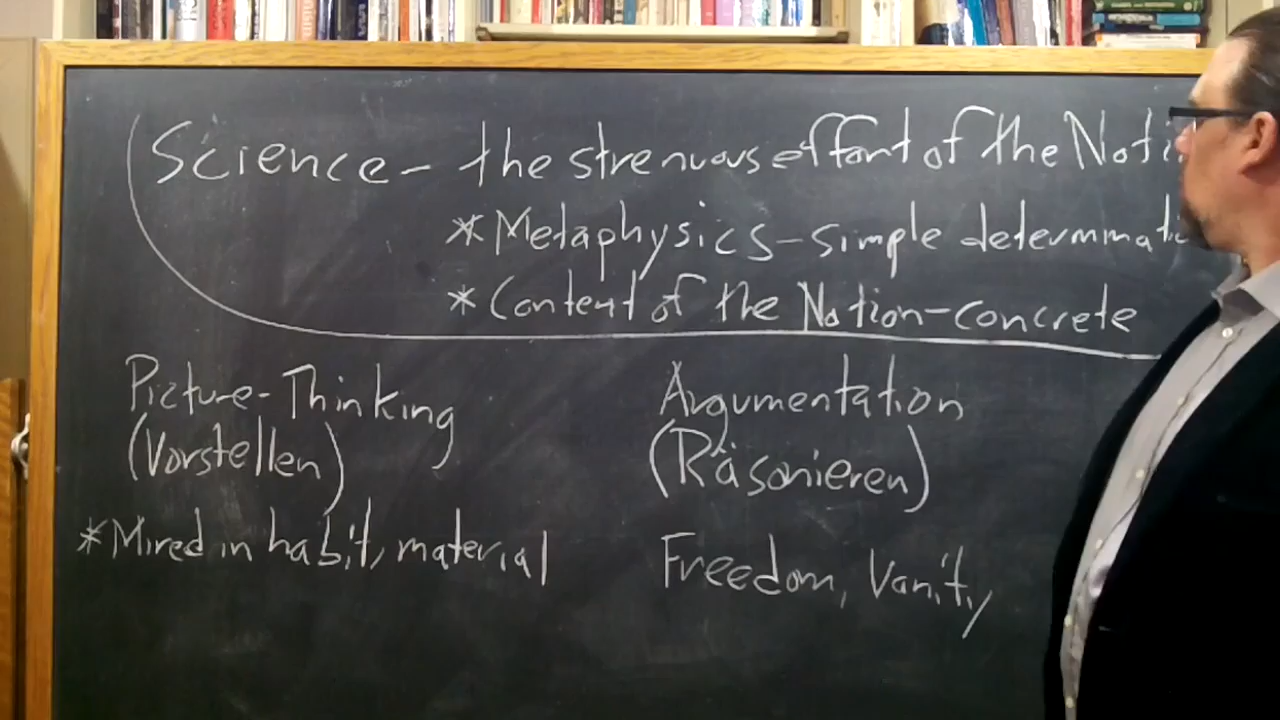 Science – the strenuous effort of the Noti
* Metaphysics – simple determinati
* Content of the Notion – concrete
Picture-Thinking
(Vorstellen)
* Mired in habit, material
Argumentation
(Räsonieren)
Freedom, Vanity